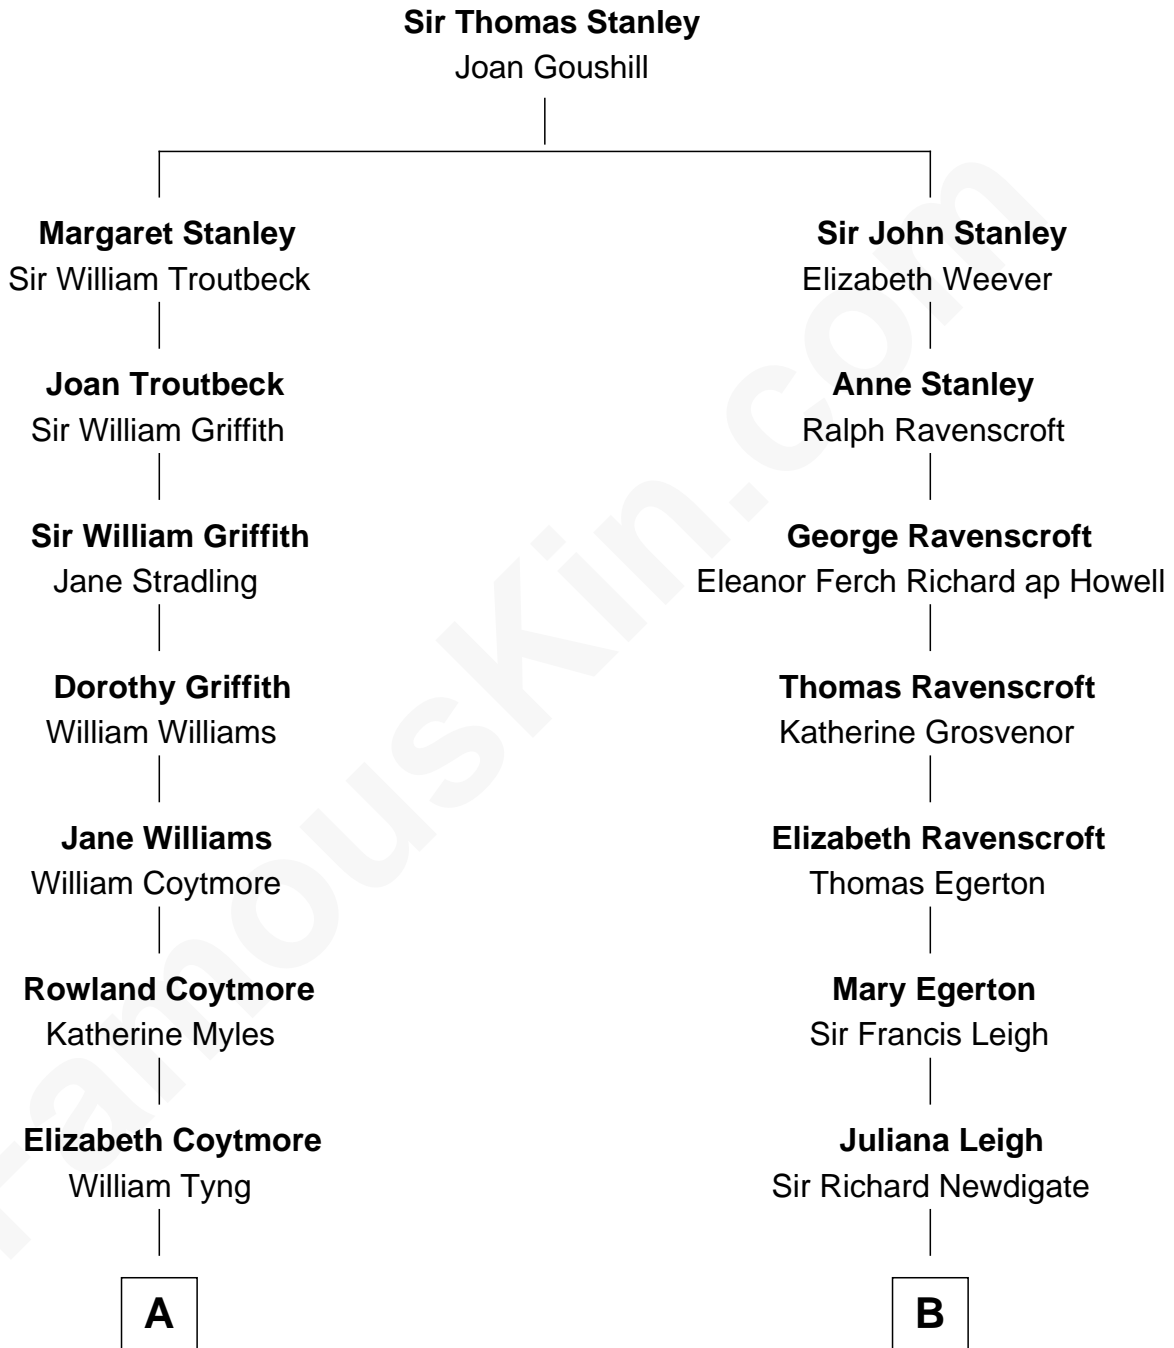 Sir Thomas Stanley
Joan Goushill
Margaret Stanley
Sir William Troutbeck
Sir John Stanley
Elizabeth Weever
Joan Troutbeck
Sir William Griffith
Anne Stanley
Ralph Ravenscroft
Sir William Griffith
Jane Stradling
George Ravenscroft
Eleanor Ferch Richard ap Howell
Dorothy Griffith
William Williams
Thomas Ravenscroft
Katherine Grosvenor
Jane Williams
William Coytmore
Elizabeth Ravenscroft
Thomas Egerton
Rowland Coytmore
Katherine Myles
Mary Egerton
Sir Francis Leigh
Elizabeth Coytmore
William Tyng
Juliana Leigh
Sir Richard Newdigate
A
B
FamousKin.com